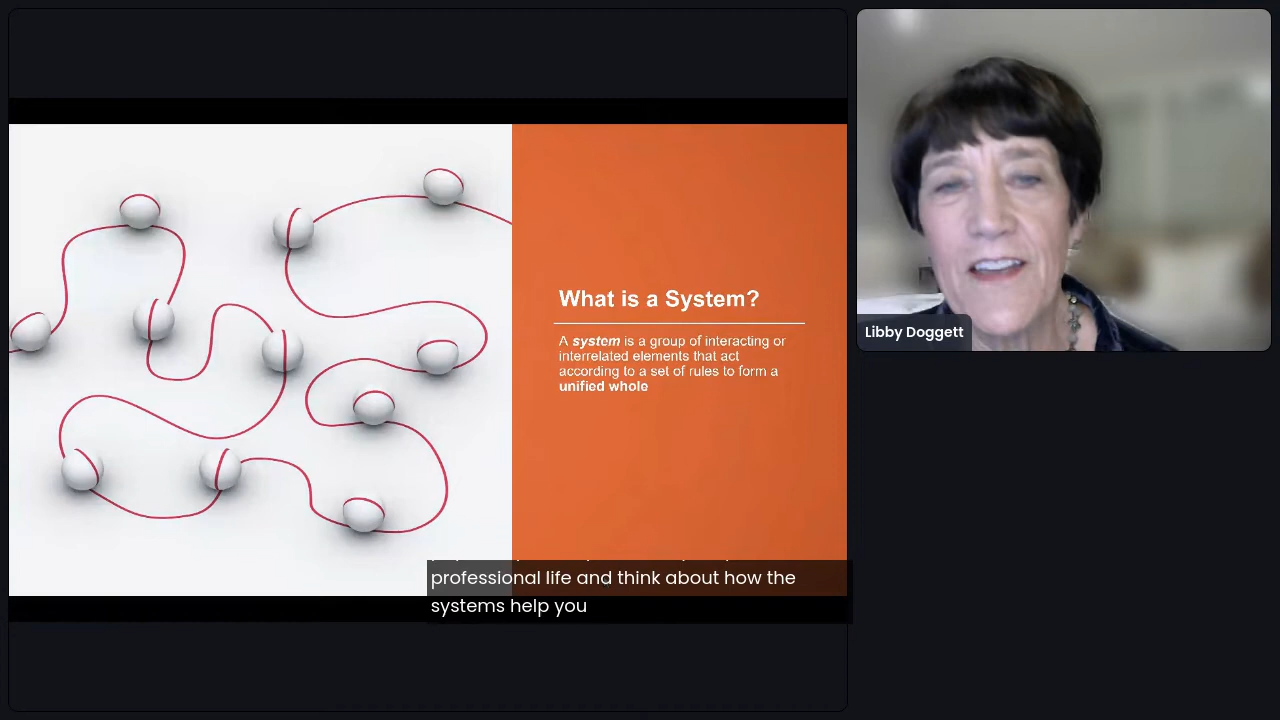 What is a System?
A system is a group of interacting or
interrelated elements that act
according to a set of rules to form a
unified whole
professional life and think about how the
systems help you
Libby Doggett